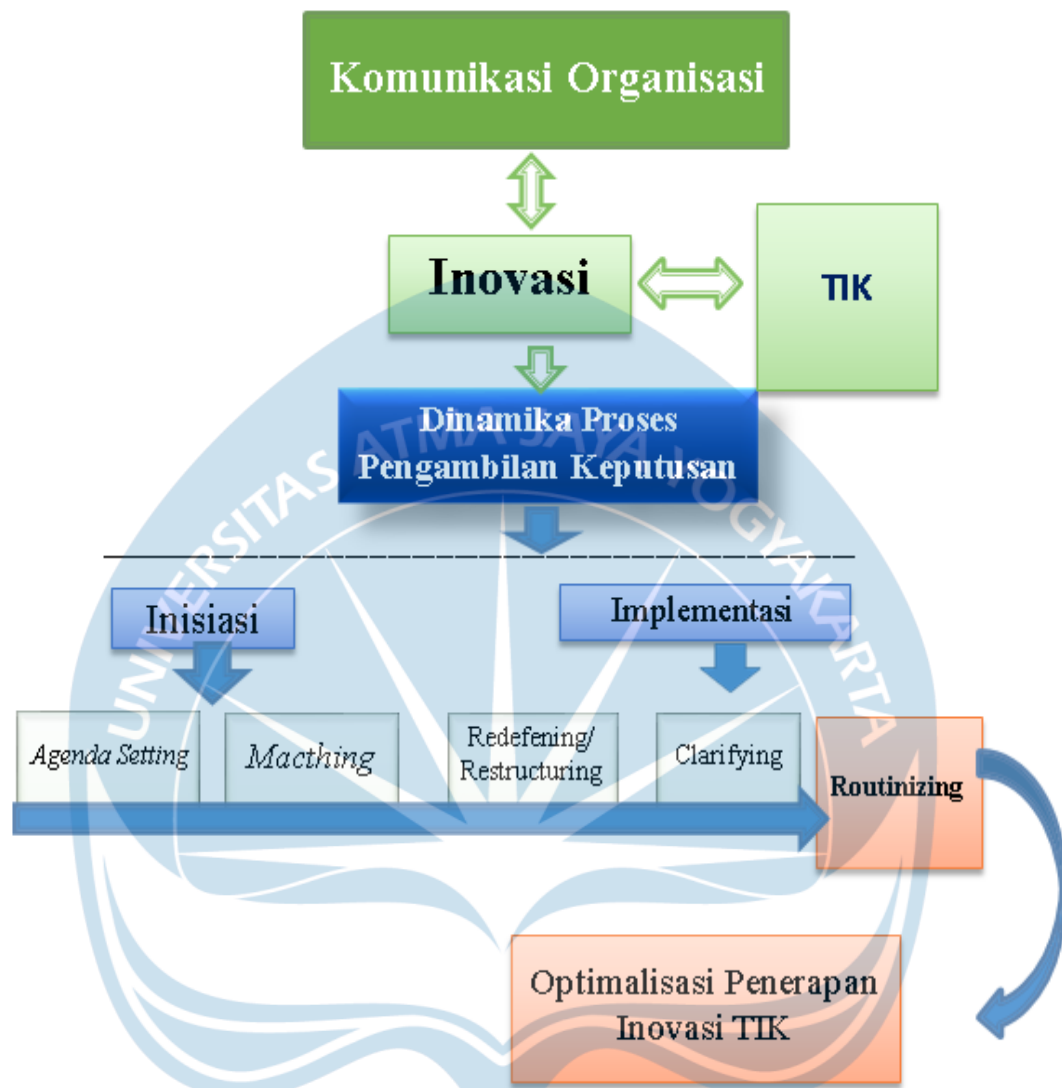 Komunikasi Organisasi
Inovasi
TIK
Dinamika Proses
Pengambilan Keputusan
UNIVERSITAS ATMA JAYA YOGYAKARTA
Inisiasi
Implementasi
Agenda Setting
Macthing
Redefening/
Restructuring
Clarifying
Routinizing
Optimalisasi Penerapan
Inovasi TIK